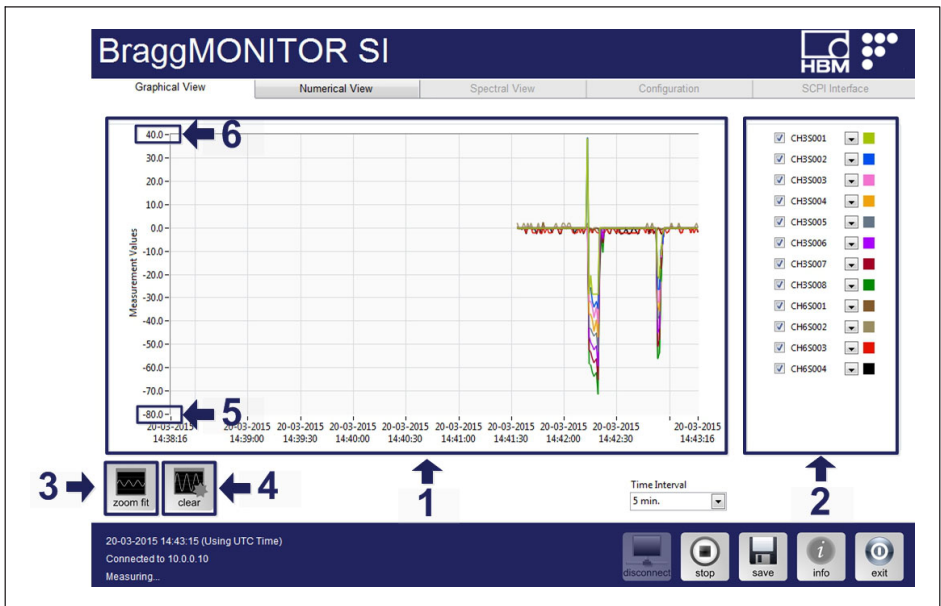 BraggMONITOR SI
HBM
Graphical View Numerical View Spectral View Configuration SCPI Interface
40.0
6
30.0
20.0
10.0
0.0
-10.0
-20.0
-30.0
-40.0
-50.0
-60.0
-70.0
-80.0
5
Measurement Values
20-03-2015 20-03-2015 20-03-2015 20-03-2015 20-03-2015 20-03-2015 20-03-2015 20-03-2015 20-03-2015 20-03-2015
14:38:16 14:39:00 14:39:30 14:40:00 14:40:30 14:41:00 14:41:30 14:42:00 14:42:30 14:43:16
CH3S001
CH3S002
CH3S003
CH3S004
CH3S005
CH3S006
CH3S007
CH3S008
CH6S001
CH6S002
CH6S003
CH6S004
3
zoom fit
clear
4
1
2
Time Interval
5 min.
20-03-2015 14:43:15 (Using UTC Time)
Connected to 10.0.0.10
Measuring...
disconnect stop save info exit